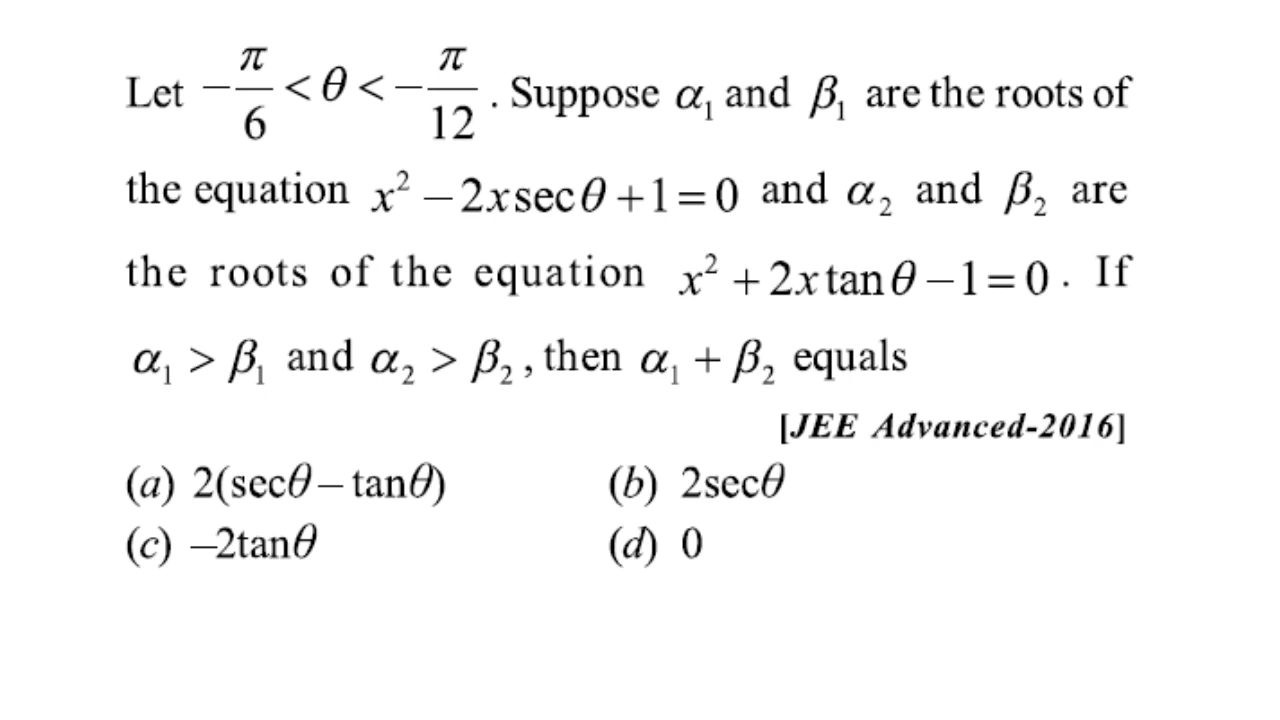 Let −π/6 < θ < −π/12 . Suppose α₁ and β₁ are the roots of
the equation x² − 2x secθ + 1 = 0 and α₂ and β₂ are
the roots of the equation x² + 2x tanθ − 1 = 0 . If
α₁ > β₁ and α₂ > β₂ , then α₁ + β₂ equals
[JEE Advanced-2016]
(a) 2(secθ − tanθ) (b) 2secθ
(c) −2tanθ (d) 0